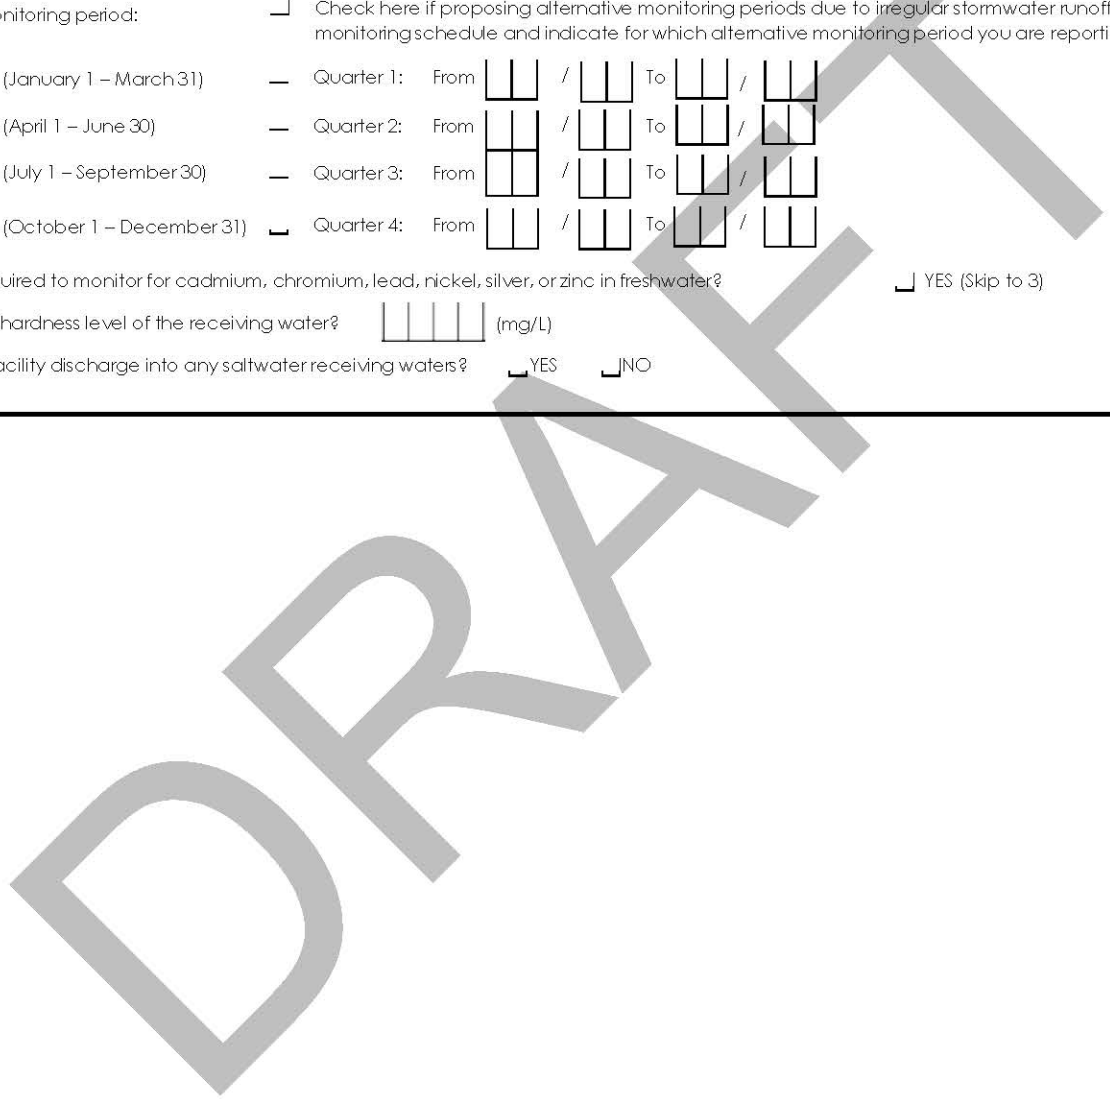 onitoring period:
Check here if proposing alternative monitoring periods due to irregular stormwater runoff
monitoring schedule and indicate for which alternative monitoring period you are reporti
(January 1 – March 31) Quarter 1: From / To /
(April 1 – June 30) Quarter 2: From / To /
(July 1 – September 30) Quarter 3: From / To /
(October 1 – December 31) Quarter 4: From / To /
uired to monitor for cadmium, chromium, lead, nickel, silver, or zinc in freshwater? YES (Skip to 3)
hardness level of the receiving water? (mg/L)
acility discharge into any saltwater receiving waters? YES NO
DRAFT